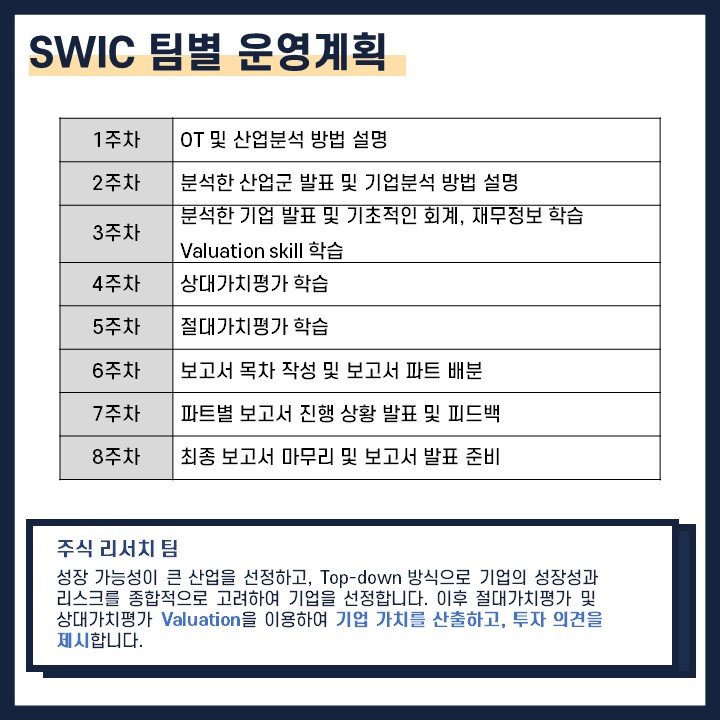 SWIC 팀별 운영계획
1주차 OT 및 산업분석 방법 설명
2주차 분석한 산업군 발표 및 기업분석 방법 설명
3주차 분석한 기업 발표 및 기초적인 회계, 재무정보 학습
Valuation skill 학습
4주차 상대가치평가 학습
5주차 절대가치평가 학습
6주차 보고서 목차 작성 및 보고서 파트 배분
7주차 파트별 보고서 진행 상황 발표 및 피드백
8주차 최종 보고서 마무리 및 보고서 발표 준비
주식 리서치 팀
성장 가능성이 큰 산업을 선정하고, Top-down 방식으로 기업의 성장성과
리스크를 종합적으로 고려하여 기업을 선정합니다. 이후 절대가치평가 및
상대가치평가 Valuation을 이용하여 기업 가치를 산출하고, 투자 의견을
제시합니다.